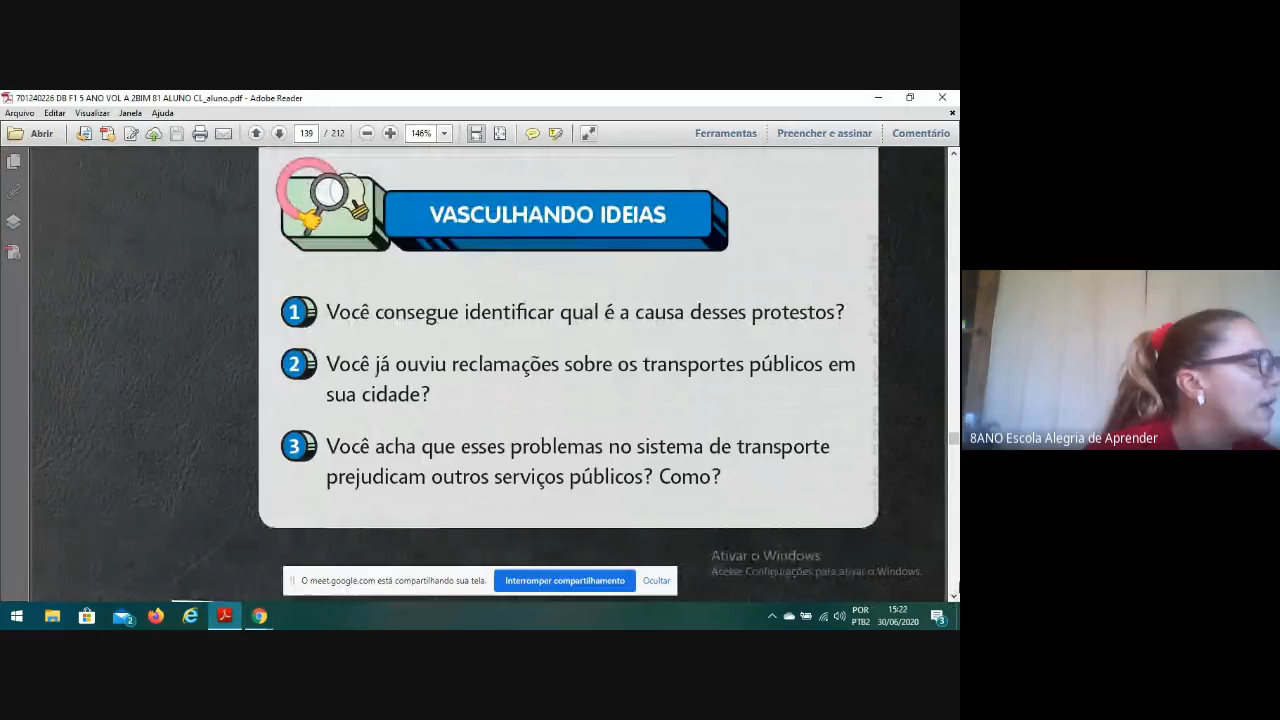 701240226 DB F1 5 ANO VOL A 2BIM 81 ALUNO CL_aluno.pdf - Adobe Reader
Arquivo Editar Visualizar Janela Ajuda
Abrir 139 / 212 146% Ferramentas Preencher e assinar Comentário
VASCULHANDO IDEIAS
1 Você consegue identificar qual é a causa desses protestos?
2 Você já ouviu reclamações sobre os transportes públicos em
sua cidade?
3 Você acha que esses problemas no sistema de transporte
prejudicam outros serviços públicos? Como?
8ANO Escola Alegria de Aprender
Ativar o Windows
Acesse Configurações para ativar o Windows.
O meet.google.com está compartilhando sua tela. Interromper compartilhamento Ocultar
2 POR 15:22
PTB2 30/06/2020 3